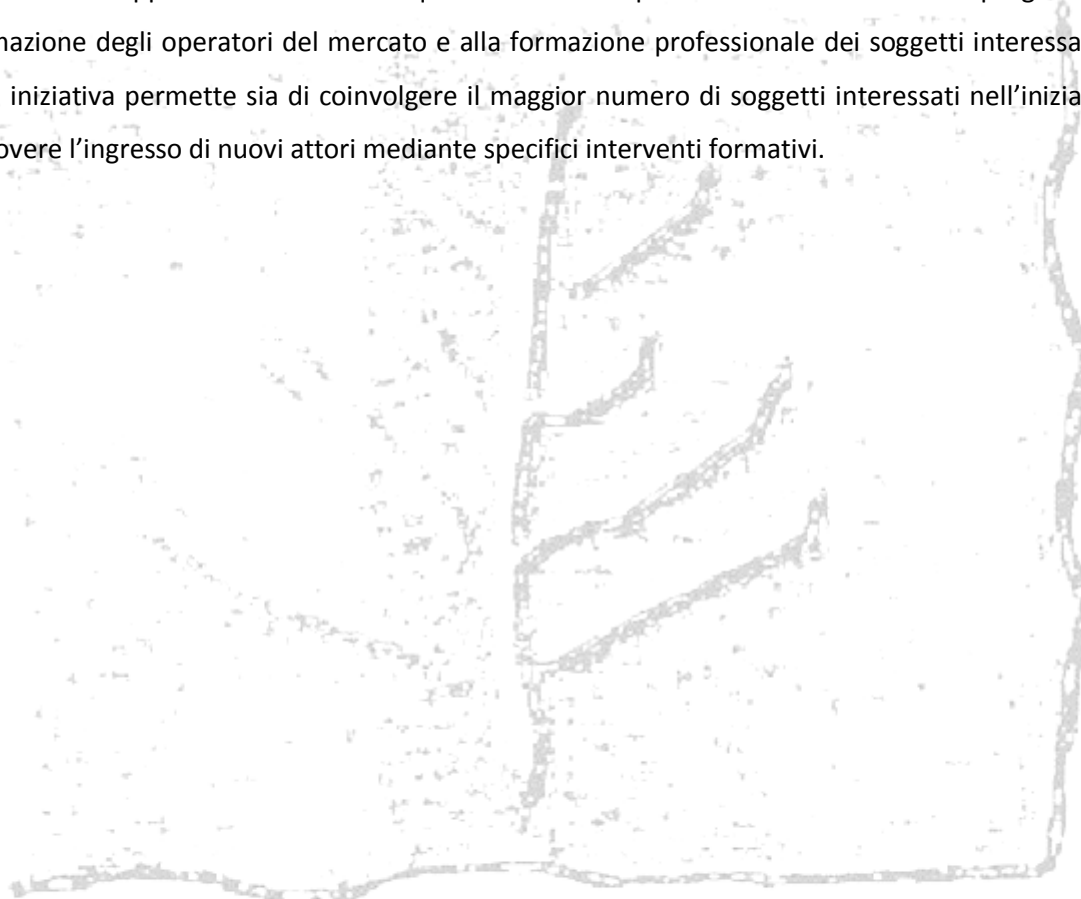 mazione degli operatori del mercato e alla formazione professionale dei soggetti interessa
iniziativa permette sia di coinvolgere il maggior numero di soggetti interessati nell’inizia
overe l’ingresso di nuovi attori mediante specifici interventi formativi.